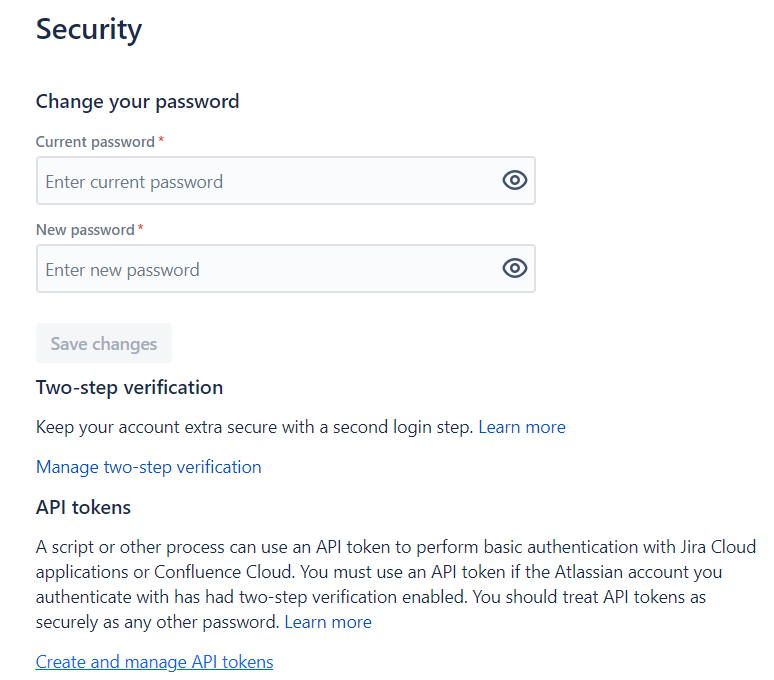 Security
Change your password
Current password *
Enter current password
New password *
Enter new password
Save changes
Two-step verification
Keep your account extra secure with a second login step. Learn more
Manage two-step verification
API tokens
A script or other process can use an API token to perform basic authentication with Jira Cloud
applications or Confluence Cloud. You must use an API token if the Atlassian account you
authenticate with has had two-step verification enabled. You should treat API tokens as
securely as any other password. Learn more
Create and manage API tokens